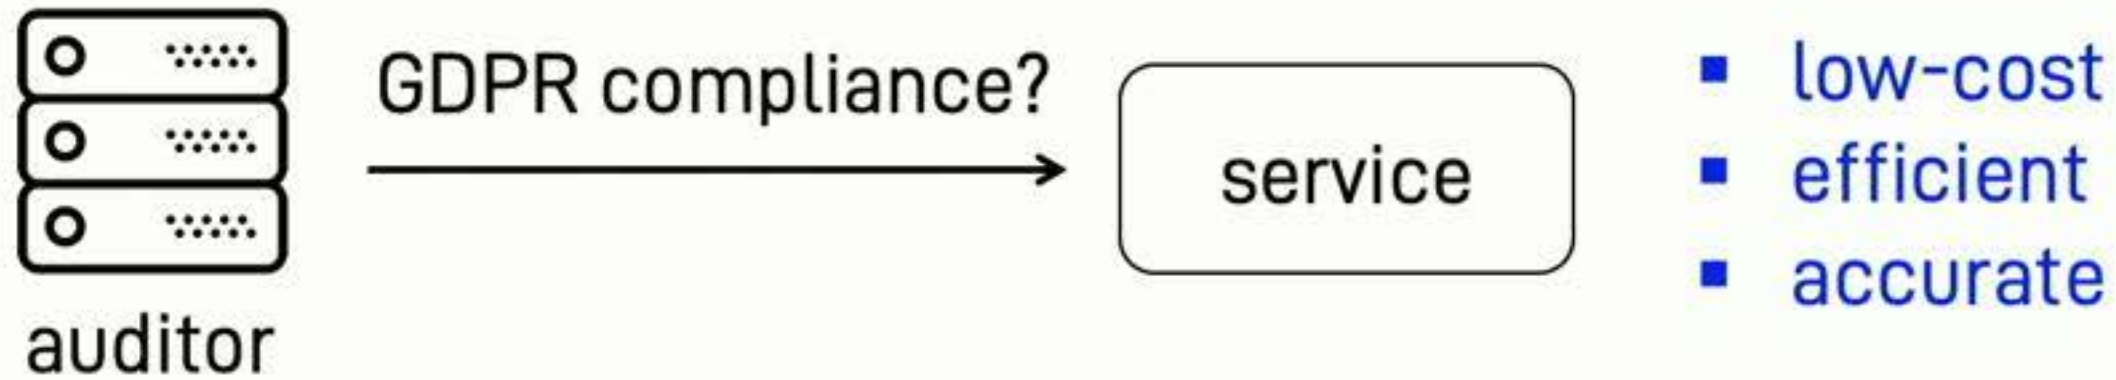 GDPR compliance?
service
auditor
▪ low-cost
▪ efficient
▪ accurate